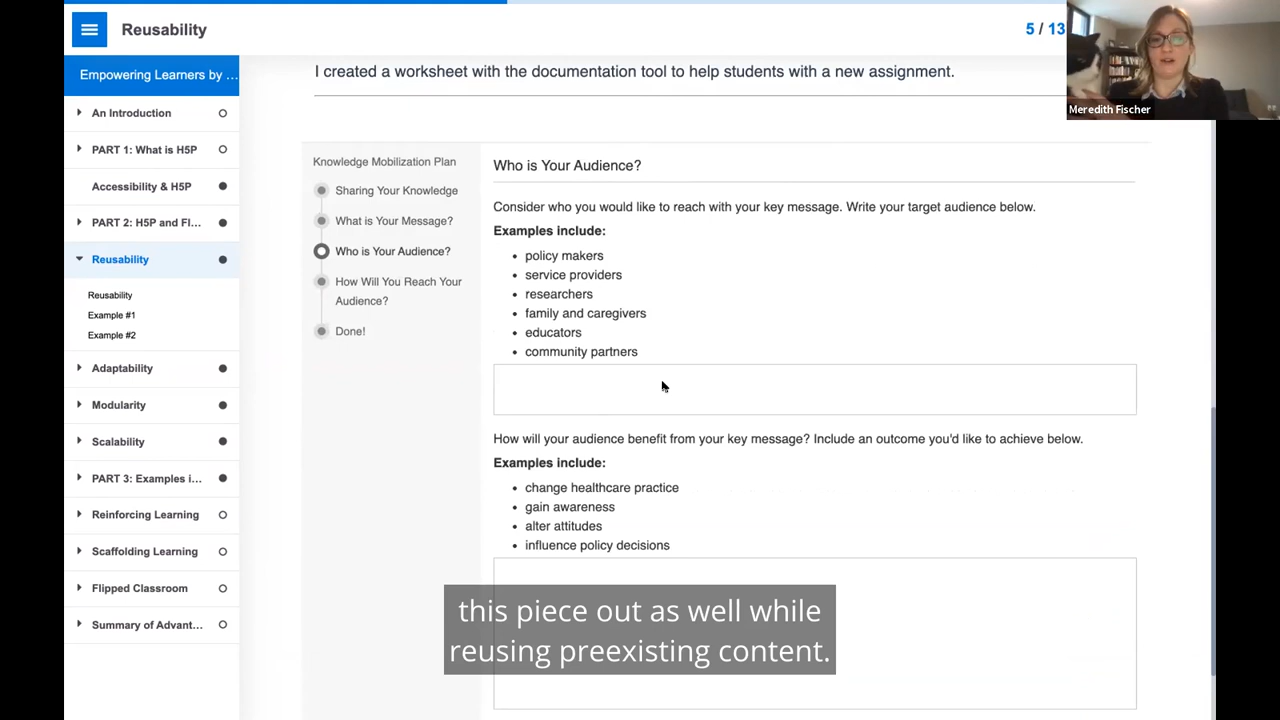 Reusability
5 / 13
Meredith Fischer
Empowering Learners by ...
An Introduction
PART 1: What is H5P
Accessibility & H5P
PART 2: H5P and Fl...
Reusability
Reusability
Example #1
Example #2
Adaptability
Modularity
Scalability
PART 3: Examples i...
Reinforcing Learning
Scaffolding Learning
Flipped Classroom
Summary of Advant...
I created a worksheet with the documentation tool to help students with a new assignment.
Knowledge Mobilization Plan
Sharing Your Knowledge
What is Your Message?
Who is Your Audience?
How Will You Reach Your
Audience?
Done!
Who is Your Audience?
Consider who you would like to reach with your key message. Write your target audience below.
Examples include:
• policy makers
• service providers
• researchers
• family and caregivers
• educators
• community partners
How will your audience benefit from your key message? Include an outcome you'd like to achieve below.
Examples include:
• change healthcare practice
• gain awareness
• alter attitudes
• influence policy decisions
this piece out as well while
reusing preexisting content.